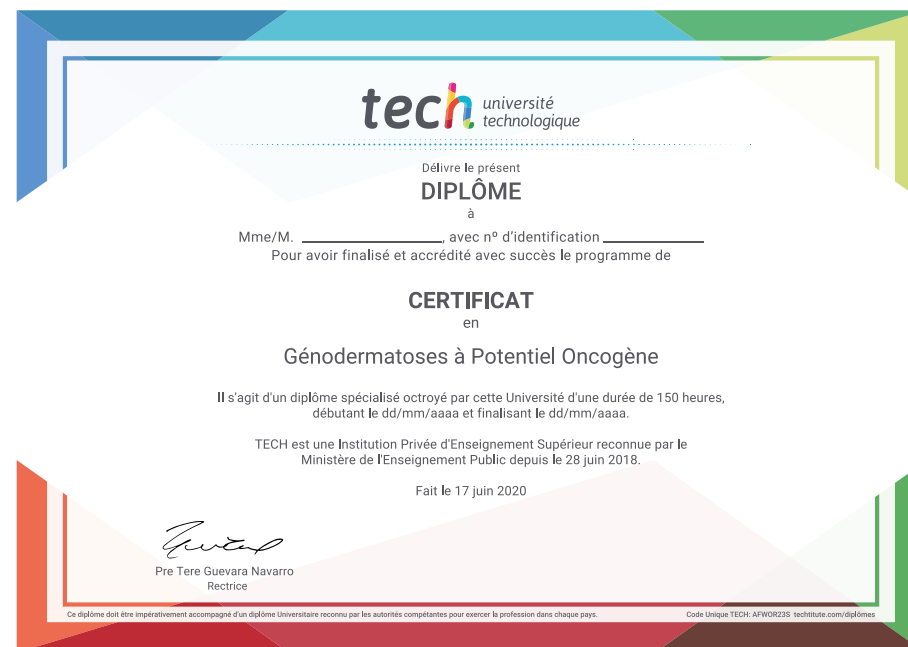 tech université
technologique
Délivre le présent
DIPLÔME
à
Mme/M. ____________, avec nº d'identification ____________
Pour avoir finalisé et accrédité avec succès le programme de
CERTIFICAT
en
Génodermatoses à Potentiel Oncogène
Il s'agit d'un diplôme spécialisé octroyé par cette Université d'une durée de 150 heures,
débutant le dd/mm/aaaa et finalisant le dd/mm/aaaa.
TECH est une Institution Privée d'Enseignement Supérieur reconnue par le
Ministère de l'Enseignement Public depuis le 28 juin 2018.
Fait le 17 juin 2020
Pre Tere Guevara Navarro
Rectrice
Ce diplôme doit être impérativement accompagné d'un diplôme Universitaire reconnu par les autorités compétentes pour exercer la profession dans chaque pays.
Code Unique TECH: AFWOR23S techtitute.com/diplômes